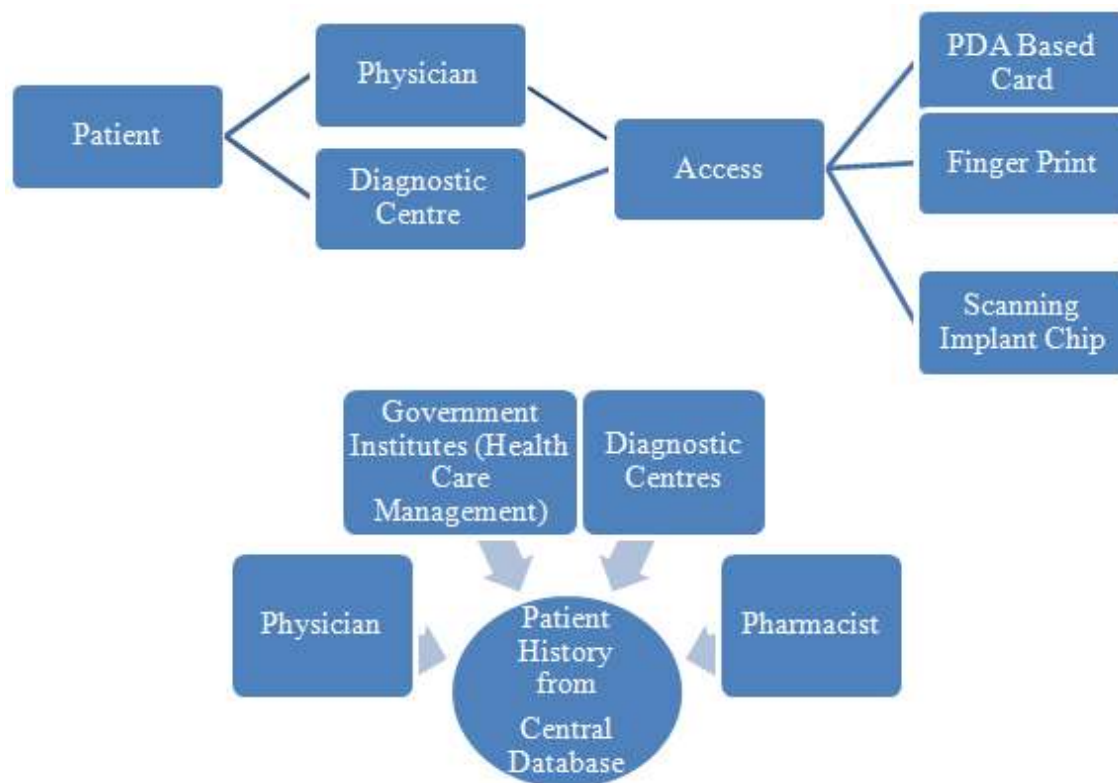 Patient
Physician
Diagnostic
Centre
Access
PDA Based
Card
Finger Print
Scanning
Implant Chip
Government
Institutes (Health
Care
Management)
Diagnostic
Centres
Physician
Patient
History
from
Central
Database
Pharmacist